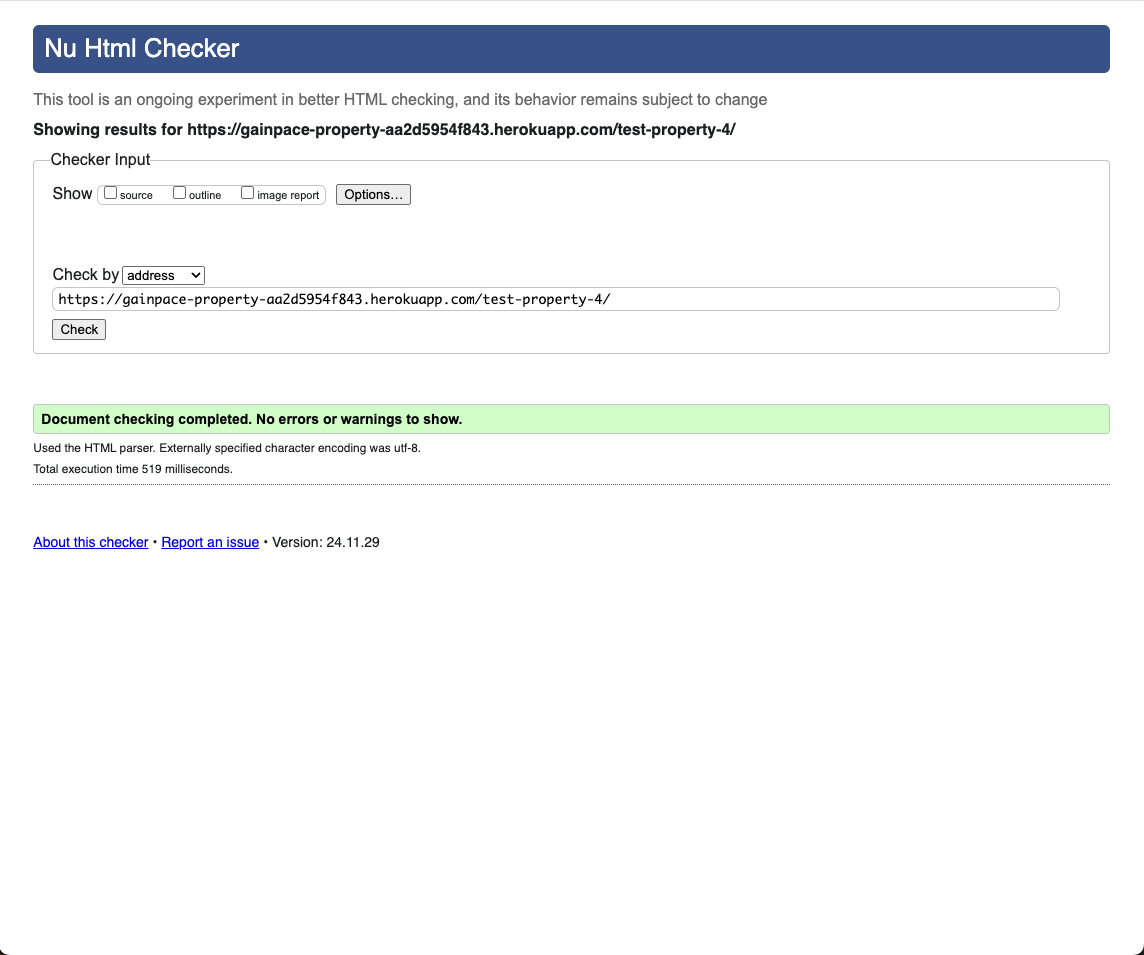 Nu Html Checker
This tool is an ongoing experiment in better HTML checking, and its behavior remains subject to change
Showing results for https://gainpace-property-aa2d5954f843.herokuapp.com/test-property-4/
Checker Input
Show source outline image report Options…
Check by address
https://gainpace-property-aa2d5954f843.herokuapp.com/test-property-4/
Check
Document checking completed. No errors or warnings to show.
Used the HTML parser. Externally specified character encoding was utf-8.
Total execution time 519 milliseconds.
About this checker • Report an issue • Version: 24.11.29